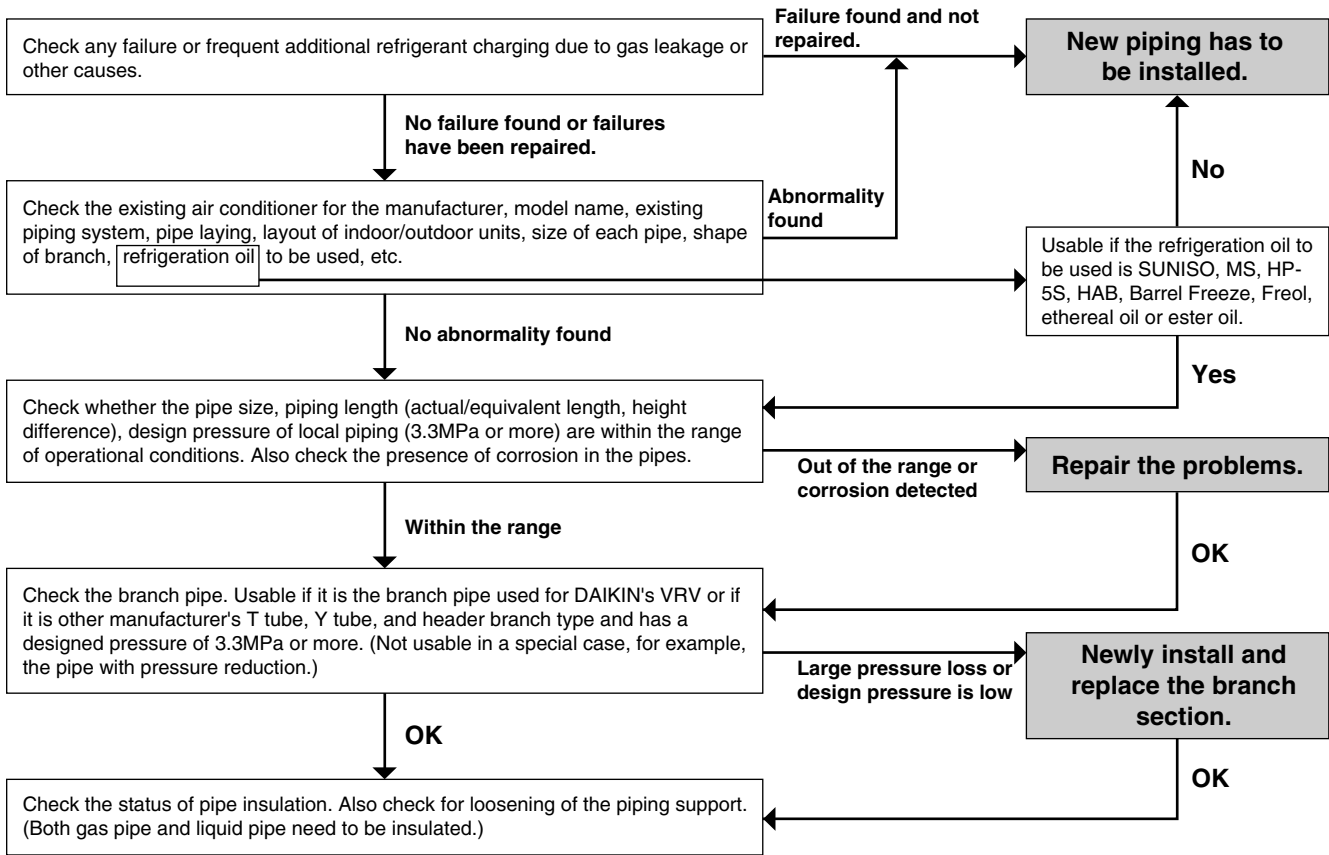 Check any failure or frequent additional refrigerant charging due to gas leakage or
other causes.
Failure found and not
repaired.
New piping has to
be installed.
No failure found or failures
have been repaired.
Abnormality
found
No
Check the existing air conditioner for the manufacturer, model name, existing
piping system, pipe laying, layout of indoor/outdoor units, size of each pipe, shape
of branch, refrigeration oil to be used, etc.
Usable if the refrigeration oil to
be used is SUNISO, MS, HP-
5S, HAB, Barrel Freeze, Freol,
ethereal oil or ester oil.
No abnormality found
Yes
Check whether the pipe size, piping length (actual/equivalent length, height
difference), design pressure of local piping (3.3MPa or more) are within the range
of operational conditions. Also check the presence of corrosion in the pipes.
Out of the range or
corrosion detected
Repair the problems.
Within the range
OK
Check the branch pipe. Usable if it is the branch pipe used for DAIKIN's VRV or if
it is other manufacturer's T tube, Y tube, and header branch type and has a
designed pressure of 3.3MPa or more. (Not usable in a special case, for example,
the pipe with pressure reduction.)
Large pressure loss or
design pressure is low
Newly install and
replace the branch
section.
OK
OK
Check the status of pipe insulation. Also check for loosening of the piping support.
(Both gas pipe and liquid pipe need to be insulated.)